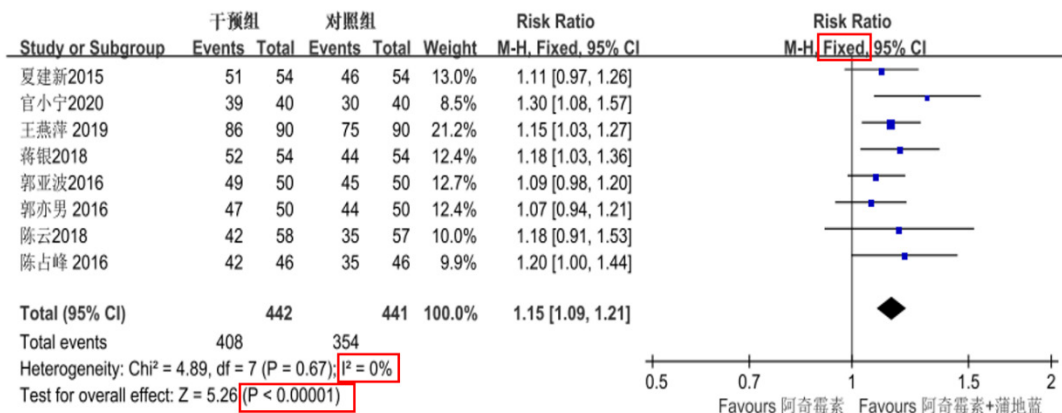 干预组 对照组 Risk Ratio Risk Ratio
Study or Subgroup Events Total Events Total Weight M-H, Fixed, 95% CI M-H, Fixed, 95% CI
夏建新2015 51 54 46 54 13.0% 1.11 [0.97, 1.26]
官小宁2020 39 40 30 40 8.5% 1.30 [1.08, 1.57]
王燕萍 2019 86 90 75 90 21.2% 1.15 [1.03, 1.27]
蒋银2018 52 54 44 54 12.4% 1.18 [1.03, 1.36]
郭亚波2016 49 50 45 50 12.7% 1.09 [0.98, 1.20]
郭亦男 2016 47 50 44 50 12.4% 1.07 [0.94, 1.21]
陈云2018 42 58 35 57 10.0% 1.18 [0.91, 1.53]
陈占峰 2016 42 46 35 46 9.9% 1.20 [1.00, 1.44]
Total (95% CI) 442 441 100.0% 1.15 [1.09, 1.21]
Total events 408 354
Heterogeneity: Chi² = 4.89, df = 7 (P = 0.67); I² = 0%
Test for overall effect: Z = 5.26 (P < 0.00001)
0.5 0.7 1 1.5 2
Favours 阿奇霉素 Favours 阿奇霉素+蒲地蓝